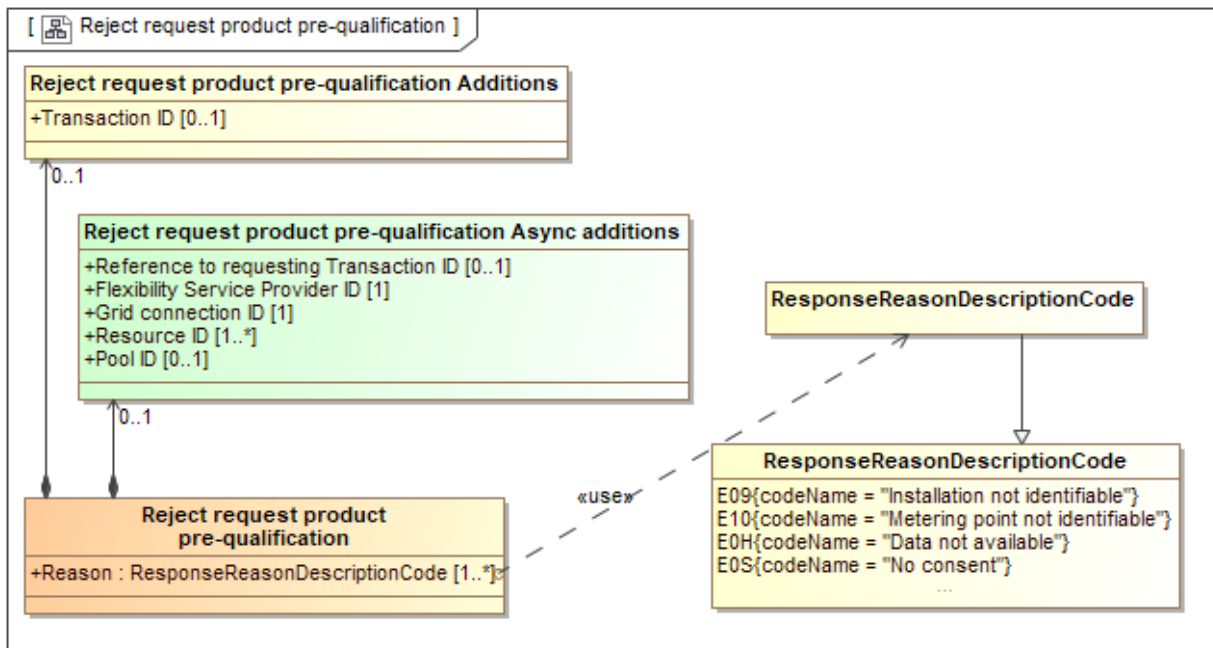 [ Reject request product pre-qualification ]
Reject request product pre-qualification Additions
+Transaction ID [0..1]
0..1
Reject request product pre-qualification Async additions
+Reference to requesting Transaction ID [0..1]
+Flexibility Service Provider ID [1]
+Grid connection ID [1]
+Resource ID [1..*]
+Pool ID [0..1]
0..1
ResponseReasonDescriptionCode
«use»
ResponseReasonDescriptionCode
E09{codeName = "Installation not identifiable"}
E10{codeName = "Metering point not identifiable"}
E0H{codeName = "Data not available"}
E0S{codeName = "No consent"}
...
Reject request product
pre-qualification
+Reason : ResponseReasonDescriptionCode [1..*]